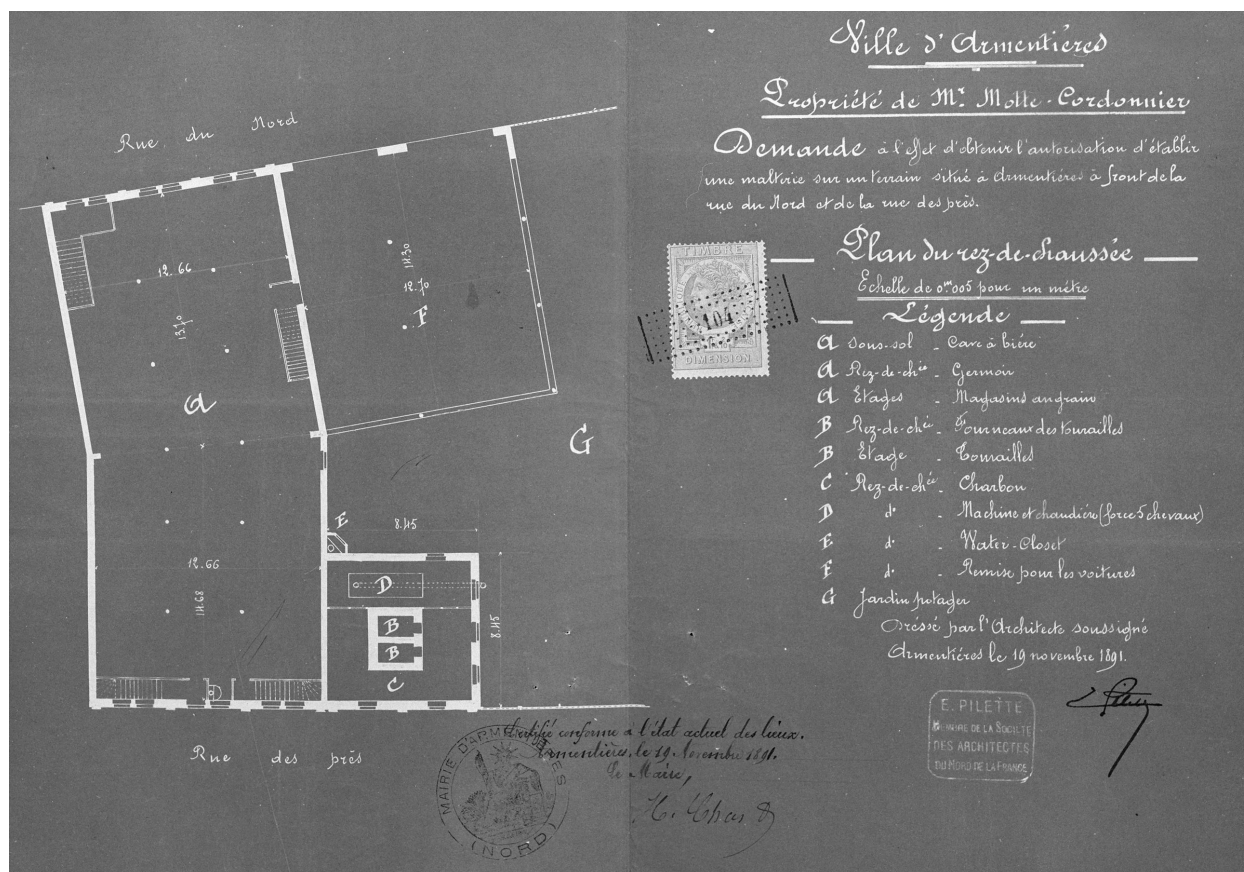 Ville d'Armentières
Propriété de Mr. Motte-Cordonnier
Demande à l'effet d'obtenir l'autorisation d'établir
une malterie sur un terrain situé à Armentières à front de la
rue du Nord et de la rue des prés.
Plan du rez-de-chaussée
Echelle de 0m005 pour un mètre
Légende
A Sous-sol - Cave à bière
A Rez-de-chée - Germoir
A Etages - Magasins au grain
B Rez-de-chée - Fourneaux des tourailles
B Etage - Tourailles
C Rez-de-chée - Charbon
D d° - Machine et chaudière (force 5 chevaux)
E d° - Water-Closet
F d° - Remise pour les voitures
G Jardin potager
Dréssé par l'Architecte soussigné
Armentières le 19 novembre 1891.
E. PILETTE
MEMBRE DE LA SOCIÉTÉ
DES ARCHITECTES
DU NORD DE LA FRANCE
TIMBRE
104
DIMENSION
Rue du Nord
12.66
13.70
A
14.30
12.70
F
G
E
8.45
12.66
14.68
D
B
B
C
8.45
Rue des prés
Certifié conforme à l'état actuel des lieux.
Armentières, le 19 Novembre 1891.
Le Maire,
MAIRIE D'ARMENTIÈRES
(NORD)